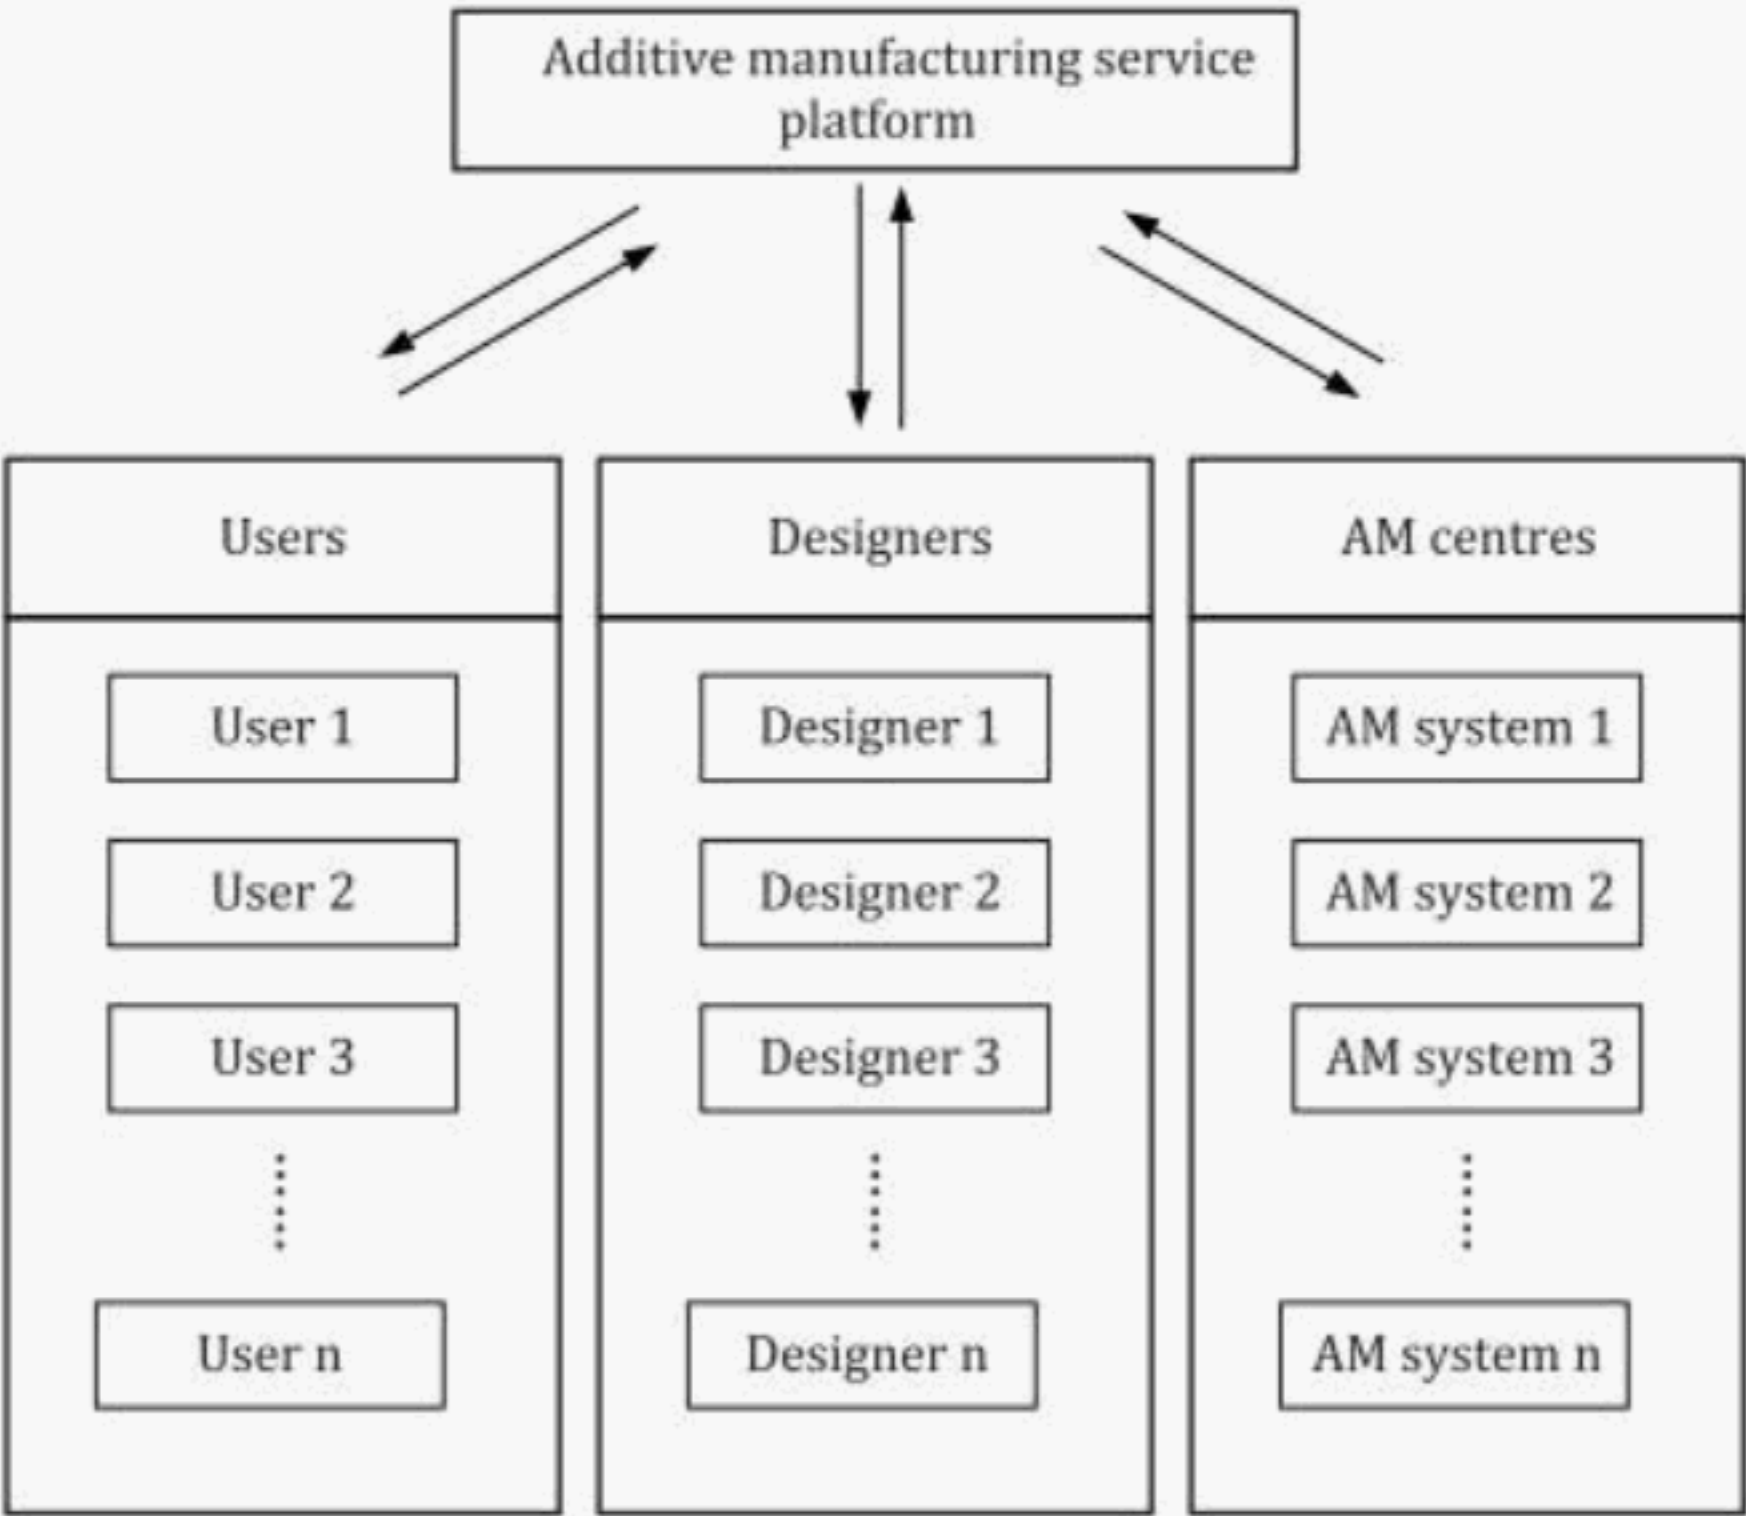 Additive manufacturing service
platform
Users
User 1
User 2
User 3
User n
Designers
Designer 1
Designer 2
Designer 3
Designer n
AM centres
AM system 1
AM system 2
AM system 3
AM system n